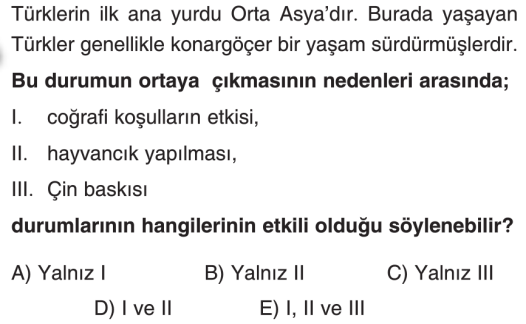 Türklerin ilk ana yurdu Orta Asya’dır. Burada yaşayan
Türkler genellikle konargöçer bir yaşam sürdürmüşlerdir.
Bu durumun ortaya çıkmasının nedenleri arasında;
I. coğrafi koşulların etkisi,
II. hayvancık yapılması,
III. Çin baskısı
durumlarının hangilerinin etkili olduğu söylenebilir?
A) Yalnız I B) Yalnız II C) Yalnız III
D) I ve II E) I, II ve III